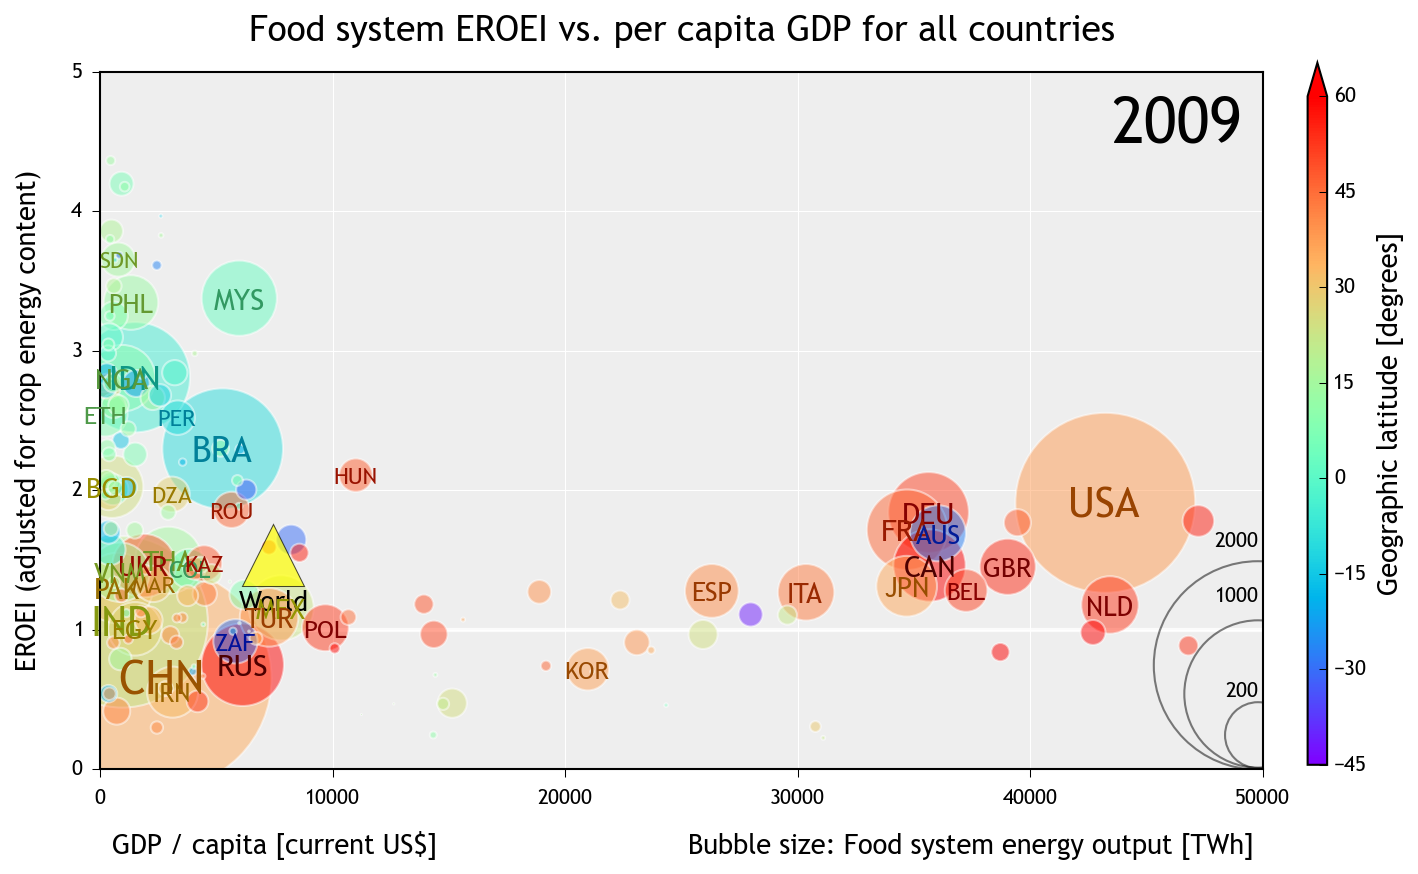 Food system EROEI vs. per capita GDP for all countries
2009
EROEI (adjusted for crop energy content)
5
4
3
2
1
0
SDN
PHL
MYS
NGA
IDN
ETH
PER
BRA
HUN
BGD
DZA
ROU
DEU
FRA
AUS
USA
UKR
KAZ
THA
COL
VNM
CAN
GBR
PAK
MAR
JPN
BEL
ESP
ITA
World
MEX
NLD
IND
TUR
EGY
POL
ZAF
RUS
CHN
IRN
KOR
2000
1000
200
0
10000
20000
30000
40000
50000
GDP / capita [current US$]
Bubble size: Food system energy output [TWh]
60
45
30
15
0
−15
−30
−45
Geographic latitude [degrees]